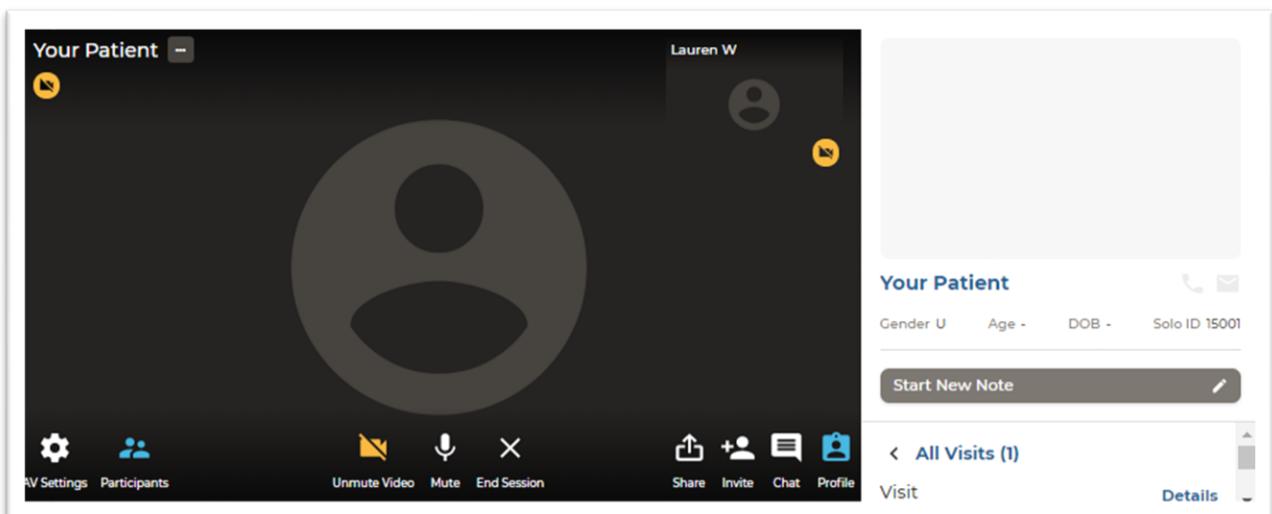 Your Patient
Lauren W
AV Settings Participants Unmute Video Mute End Session Share Invite Chat Profile
Your Patient
Gender U Age - DOB - Solo ID 15001
Start New Note
All Visits (1)
Visit Details